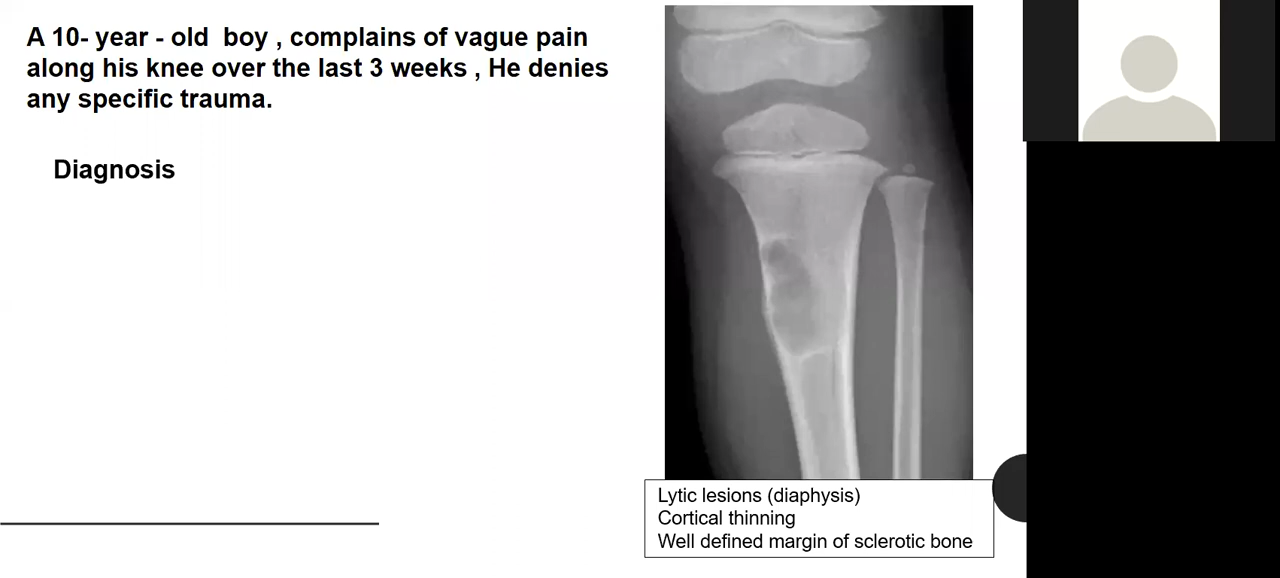 A 10- year - old  boy , complains of vague pain
along his knee over the last 3 weeks , He denies
any specific trauma.
Diagnosis
Lytic lesions (diaphysis)
Cortical thinning
Well defined margin of sclerotic bone